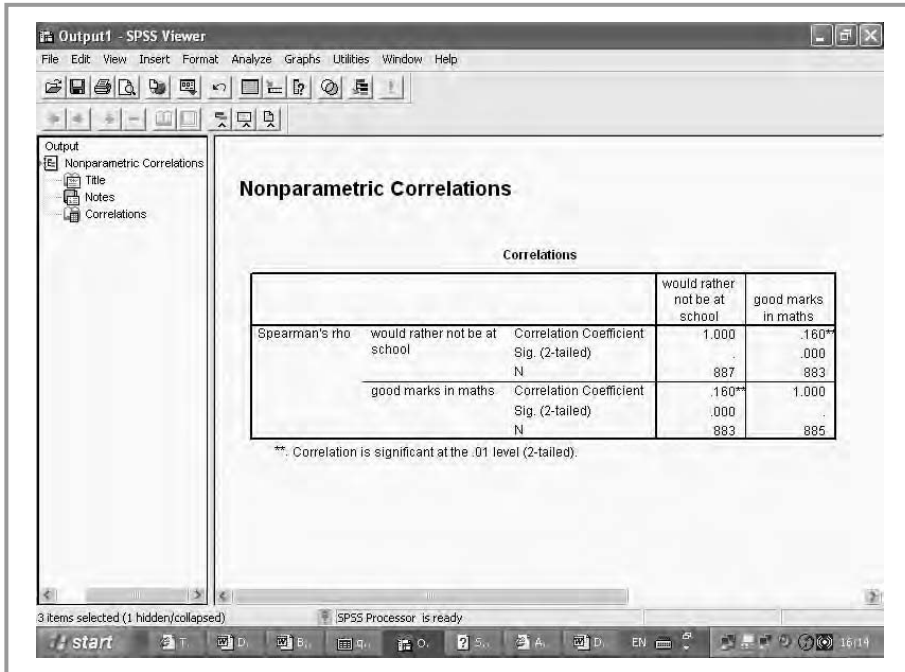 Output1 - SPSS Viewer
File Edit View Insert Format Analyze Graphs Utilities Window Help
Output
Nonparametric Correlations
Title
Notes
Correlations
Nonparametric Correlations
Correlations
would rather not be at school
good marks in maths
Spearman's rho would rather not be at school Correlation Coefficient 1.000 .160**
Sig. (2-tailed) . .000
N 887 883
good marks in maths Correlation Coefficient .160** 1.000
Sig. (2-tailed) .000 .
N 883 885
**. Correlation is significant at the .01 level (2-tailed).
3 items selected (1 hidden/collapsed) SPSS Processor is ready
start T. D. B. q. O. S. A. D. EN 16:14